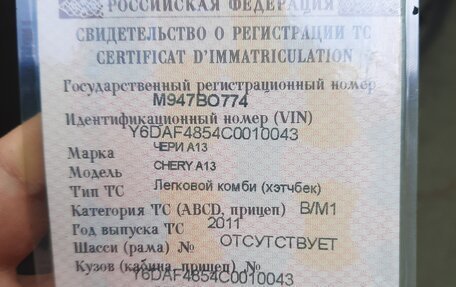 РОССИЙСКАЯ ФЕДЕРАЦИЯ
СВИДЕТЕЛЬСТВО О РЕГИСТРАЦИИ ТС
CERTIFICAT D'IMMATRICULATION
Государственный регистрационный номер
М947ВО774
Идентификационный номер (VIN)
Y6DAF4854C0010043
Марка ЧЕРИ А13
Модель CHERY A13
Тип ТС Легковой комби (хэтчбек)
Категория ТС (ABCD, прицеп) B/M1
Год выпуска ТС 2011
Шасси (рама) № ОТСУТСТВУЕТ
Кузов (кабина, прицеп) №
Y6DAF4854C0010043